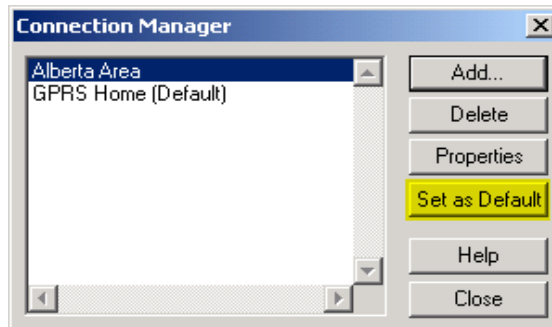 Connection Manager
Alberta Area
GPRS Home (Default)
Add...
Delete
Properties
Set as Default
Help
Close